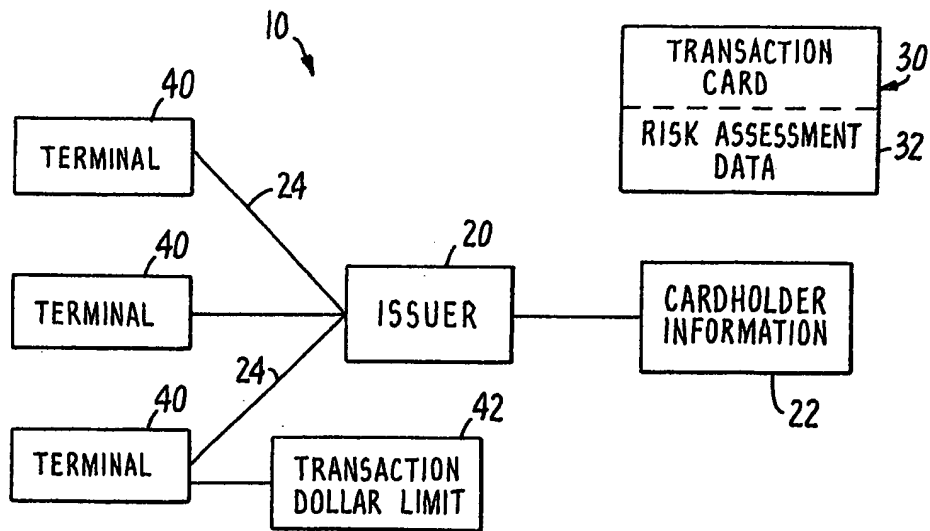 10
TRANSACTION
CARD
30
RISK ASSESSMENT
DATA
32
40
TERMINAL
24
40
TERMINAL
20
ISSUER
CARDHOLDER
INFORMATION
22
24
40
TERMINAL
42
TRANSACTION
DOLLAR LIMIT